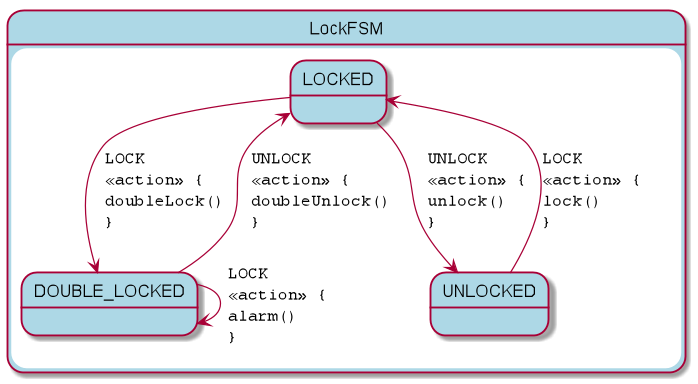 LockFSM
LOCKED
LOCK
«action» {
doubleLock()
}
UNLOCK
«action» {
doubleUnlock()
}
UNLOCK
«action» {
unlock()
}
LOCK
«action» {
lock()
}
DOUBLE_LOCKED
LOCK
«action» {
alarm()
}
UNLOCKED